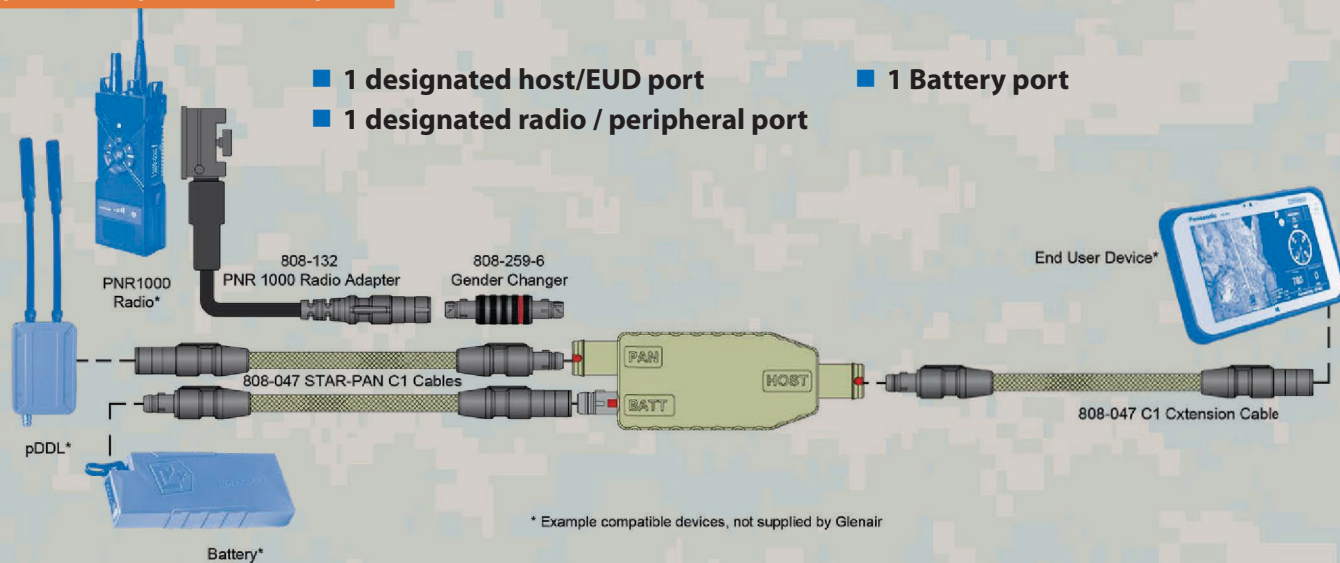 ■ 1 designated host/EUD port
■ 1 designated radio / peripheral port
■ 1 Battery port
808-132
PNR 1000 Radio Adapter
808-259-6
Gender Changer
PNR1000
Radio*
End User Device*
PAN
HOST
BATT
808-047 STAR-PAN C1 Cables
808-047 C1 Cxtension Cable
pDDL*
Battery*
* Example compatible devices, not supplied by Glenair
Panasonic